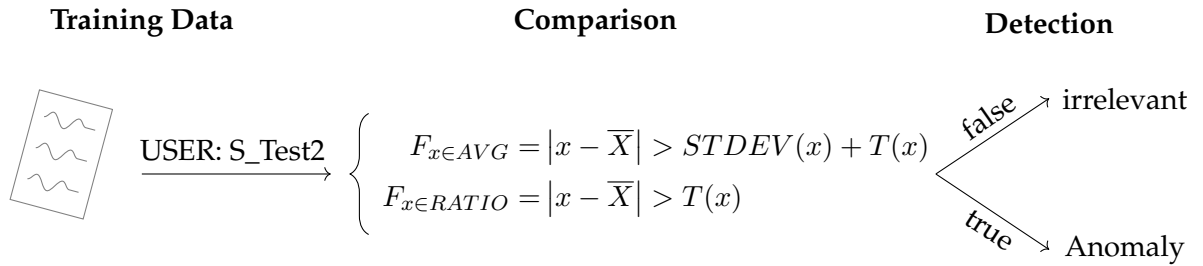 Training Data
Comparison
Detection
USER: S_Test2
F_{x∈AVG} = |x − X̅| > STDEV(x) + T(x)
F_{x∈RATIO} = |x − X̅| > T(x)
false
irrelevant
true
Anomaly